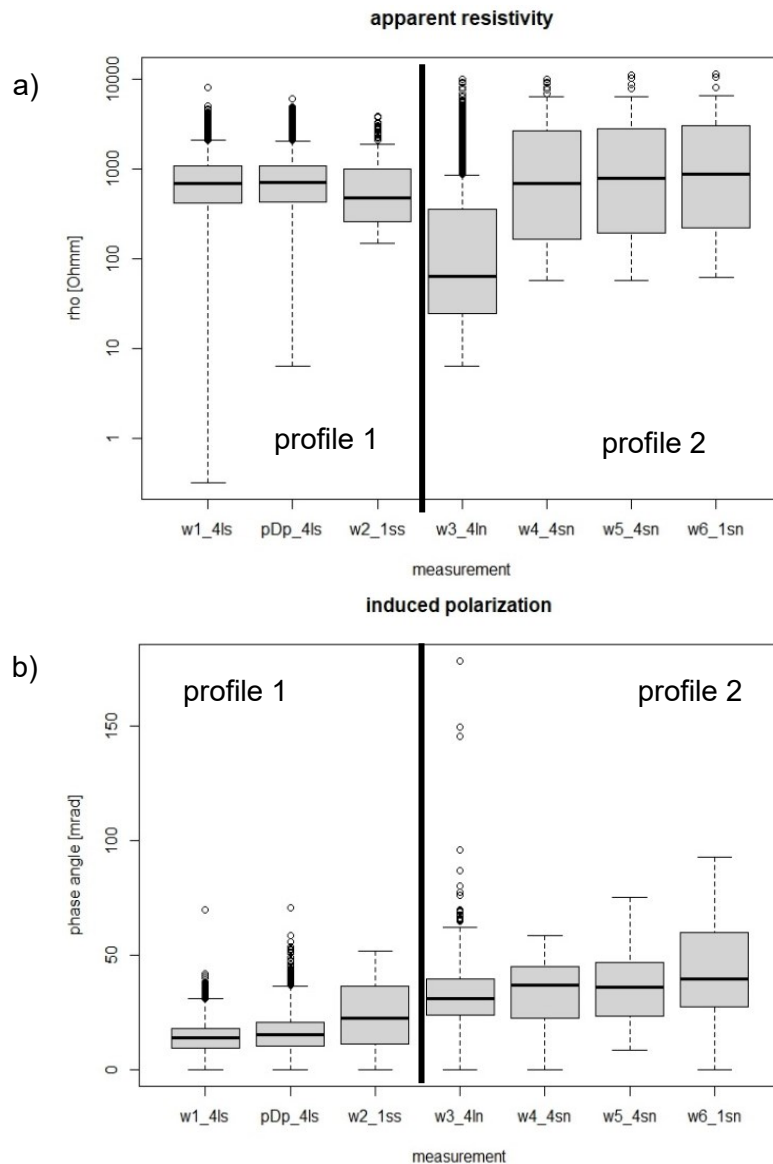 apparent resistivity
a)
10000
1000
100
10
1
rho [Ohmm]
profile 1
profile 2
w1_4ls pDp_4ls w2_1ss w3_4ln w4_4sn w5_4sn w6_1sn
measurement
induced polarization
b)
profile 1
profile 2
150
100
50
0
phase angle [mrad]
w1_4ls pDp_4ls w2_1ss w3_4ln w4_4sn w5_4sn w6_1sn
measurement